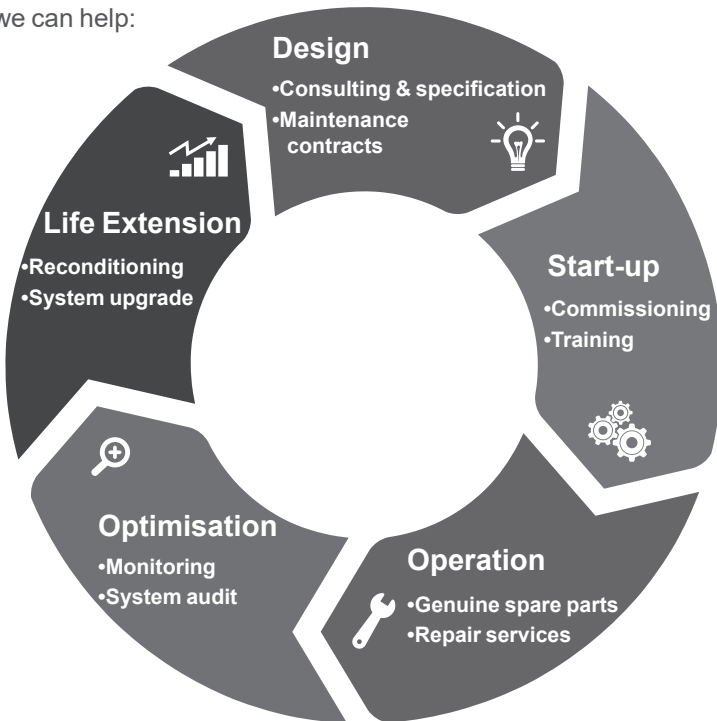 we can help:
Design
•Consulting & specification
•Maintenance
contracts
Start-up
•Commissioning
•Training
Operation
•Genuine spare parts
•Repair services
Optimisation
•Monitoring
•System audit
Life Extension
•Reconditioning
•System upgrade